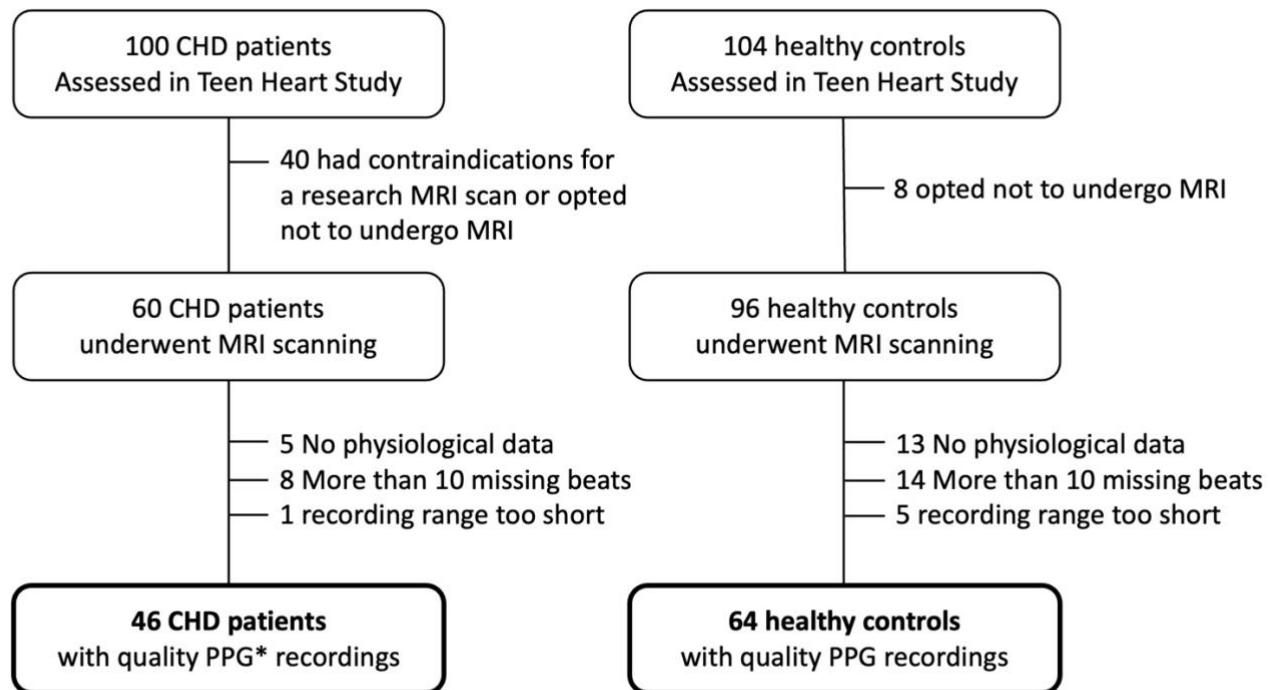 100 CHD patients
Assessed in Teen Heart Study
40 had contraindications for
a research MRI scan or opted
not to undergo MRI
60 CHD patients
underwent MRI scanning
5 No physiological data
8 More than 10 missing beats
1 recording range too short
46 CHD patients
with quality PPG* recordings
104 healthy controls
Assessed in Teen Heart Study
8 opted not to undergo MRI
96 healthy controls
underwent MRI scanning
13 No physiological data
14 More than 10 missing beats
5 recording range too short
64 healthy controls
with quality PPG recordings